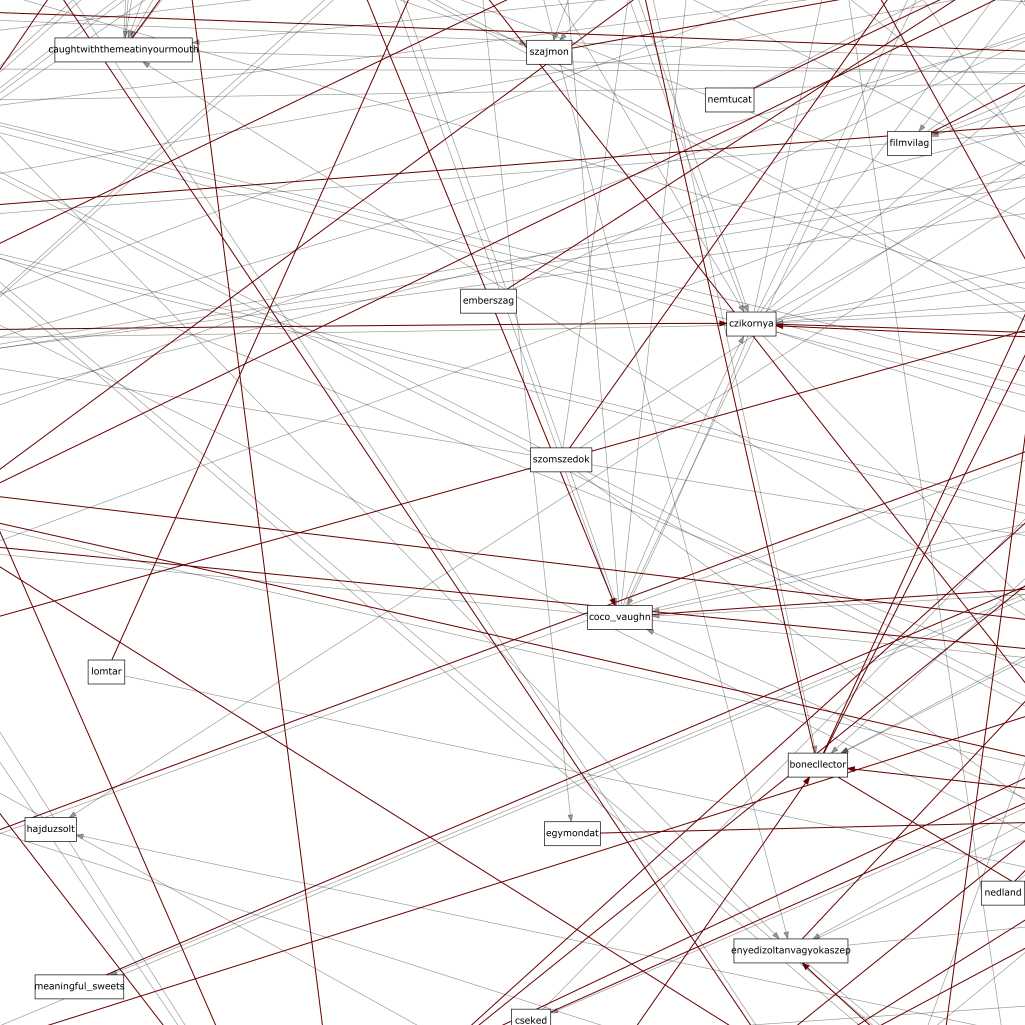 caughtwiththemeatinyourmouth
szajmon
nemtucat
filmvilag
emberszag
czikornya
szomszedok
coco_vaughn
lomtar
bonecllector
hajduzsolt
egymondat
nedland
enyedizoltanvagyokaszep
meaningful_sweets
cseked